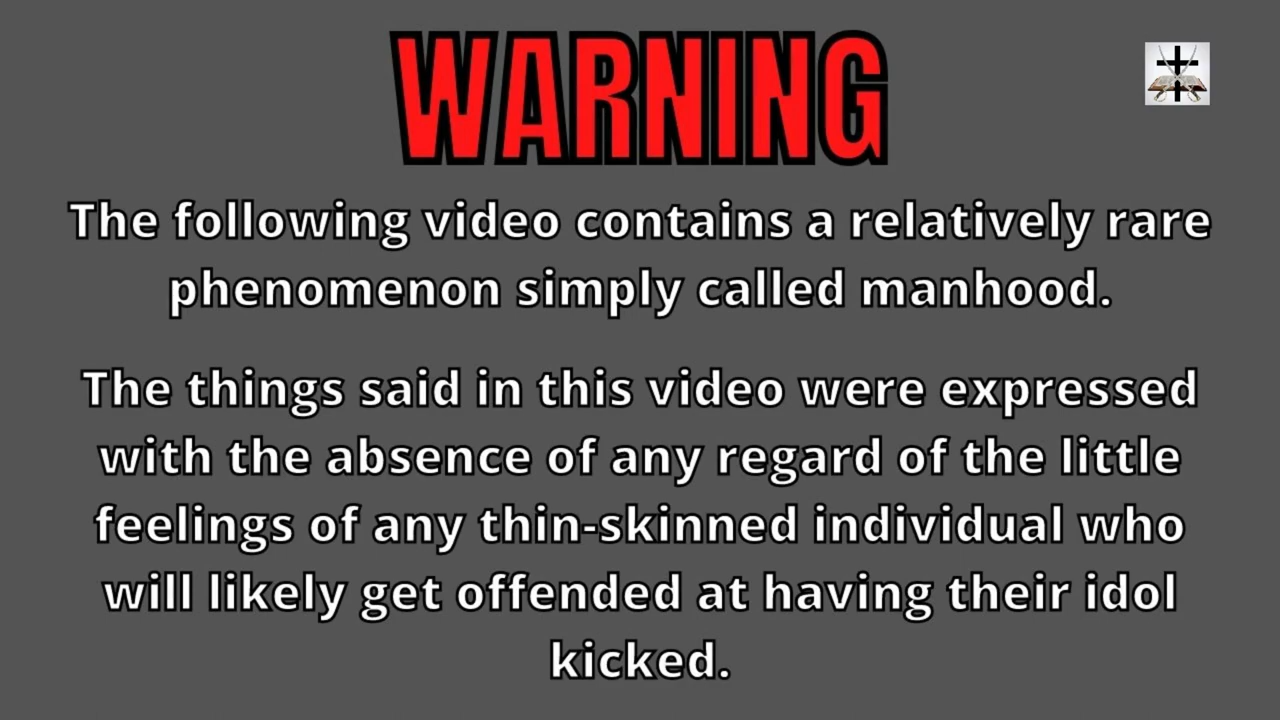 WARNING
The following video contains a relatively rare
phenomenon simply called manhood.
The things said in this video were expressed
with the absence of any regard of the little
feelings of any thin-skinned individual who
will likely get offended at having their idol
kicked.